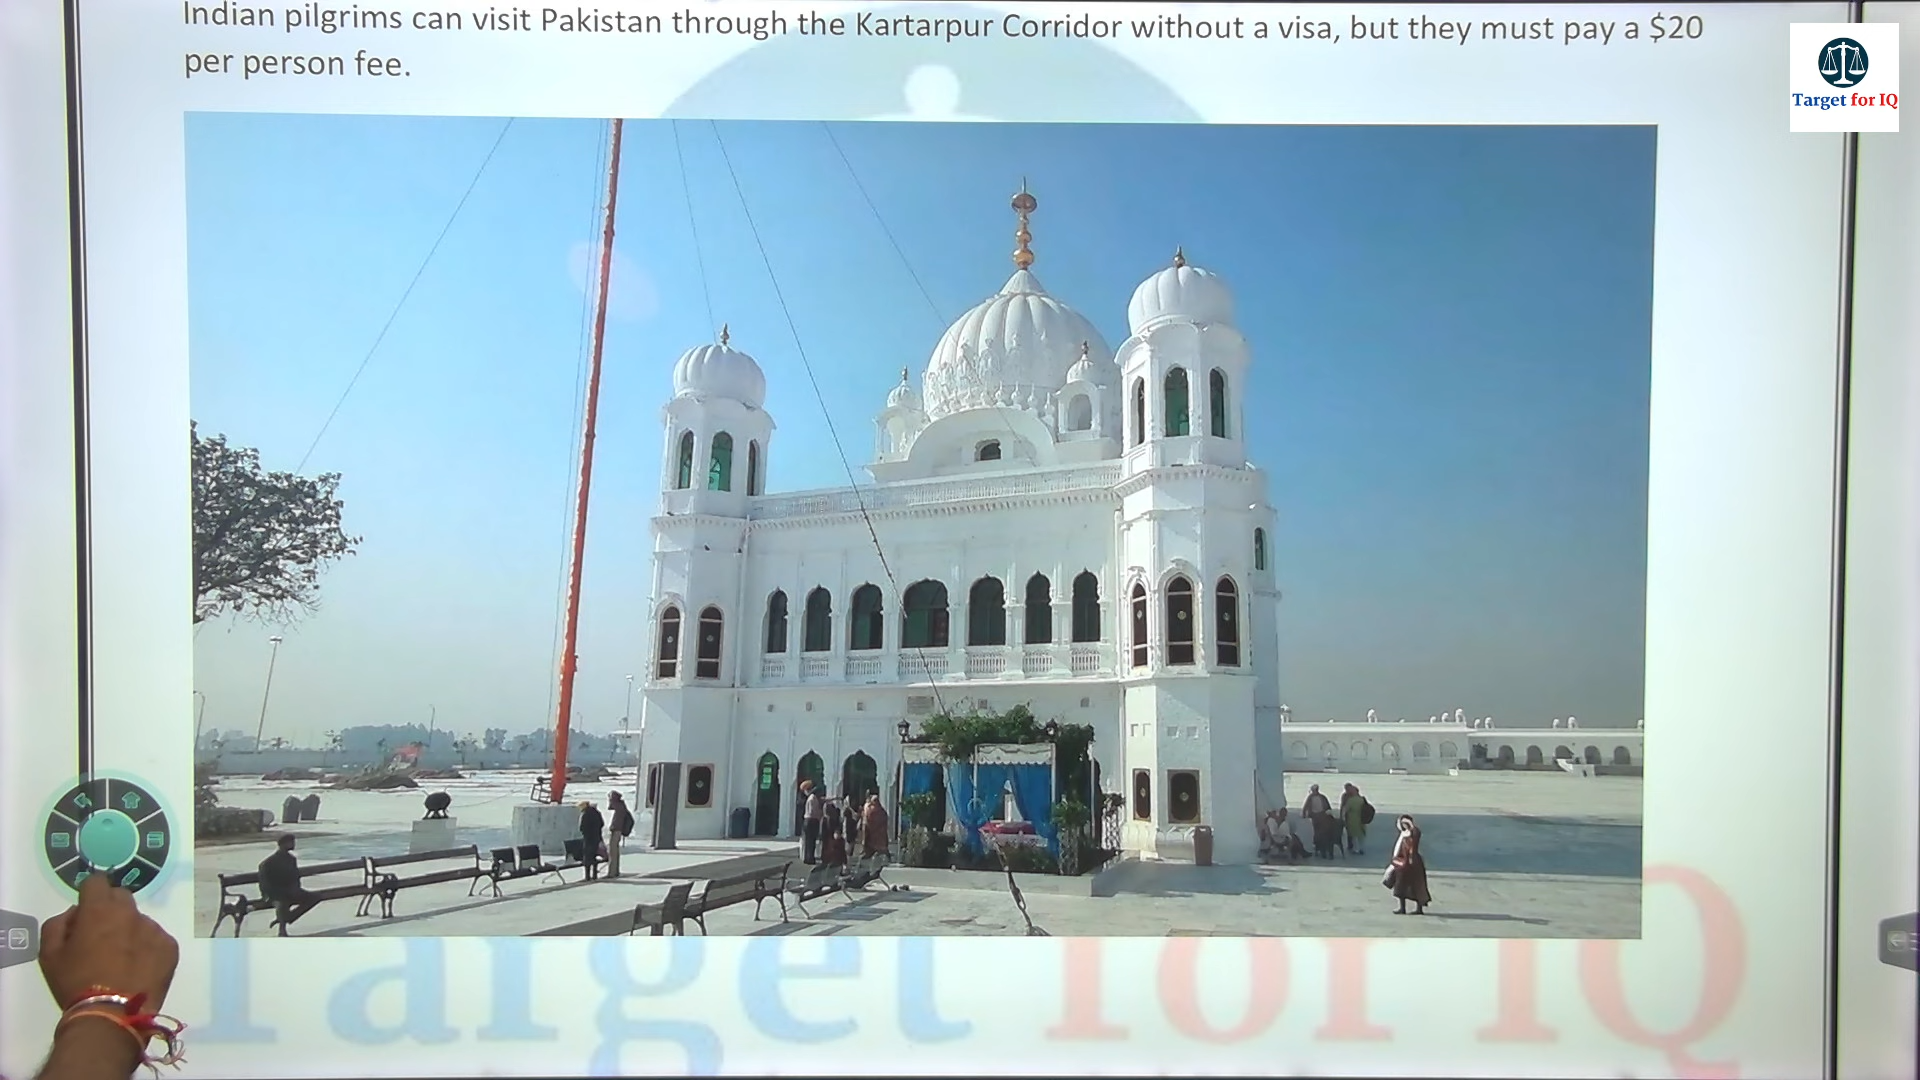 Indian pilgrims can visit Pakistan through the Kartarpur Corridor without a visa, but they must pay a $20
per person fee.
Target for IQ
Target for IQ